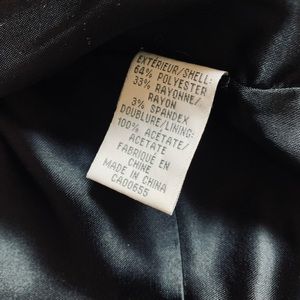 EXTÉRIEUR/SHELL:
64% POLYESTER
33% RAYONNE/
RAYON
3% SPANDEX
DOUBLURE/LINING:
100% ACETATE/
ACETATE
FABRIQUÉ EN
CHINE
MADE IN CHINA
CA00655